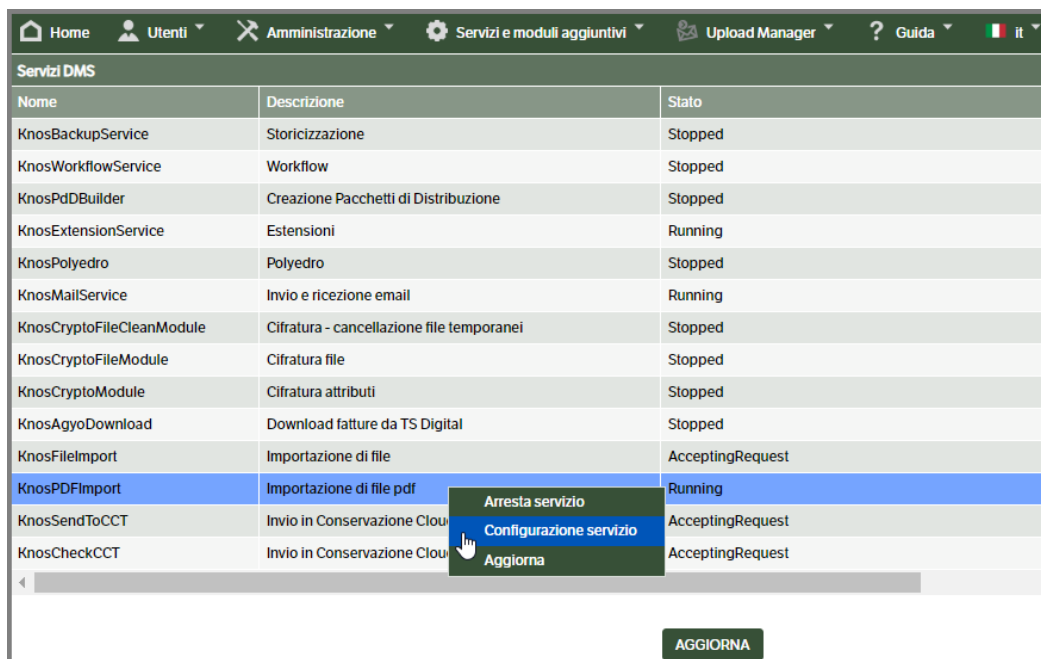 Home Utenti Amministrazione Servizi e moduli aggiuntivi Upload Manager ? Guida it
Servizi DMS
Nome Descrizione Stato
KnosBackupService Storicizzazione Stopped
KnosWorkflowService Workflow Stopped
KnosPdDBuilder Creazione Pacchetti di Distribuzione Stopped
KnosExtensionService Estensioni Running
KnosPolyedro Polyedro Stopped
KnosMailService Invio e ricezione email Running
KnosCryptoFileCleanModule Cifratura - cancellazione file temporanei Stopped
KnosCryptoFileModule Cifratura file Stopped
KnosCryptoModule Cifratura attributi Stopped
KnosAgyoDownload Download fatture da TS Digital Stopped
KnosFileImport Importazione di file AcceptingRequest
KnosPDFImport Importazione di file pdf Running
Arresta servizio
KnosSendToCCT Invio in Conservazione Clou AcceptingRequest
Configurazione servizio
KnosCheckCCT Invio in Conservazione Clou AcceptingRequest
Aggiorna
AGGIORNA